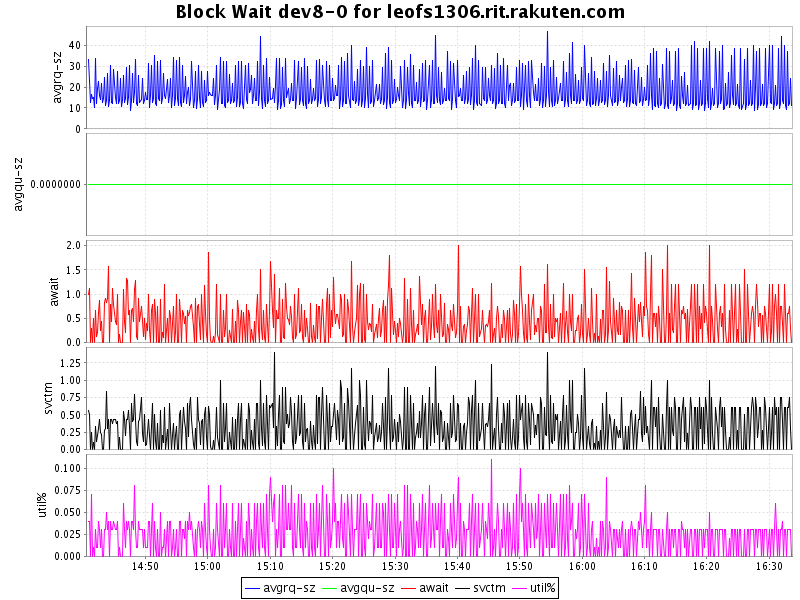 Block Wait dev8-0 for leofs1306.rit.rakuten.com
avgrq-sz
40
30
20
10
0
avgqu-sz
0.0000000
await
2.0
1.5
1.0
0.5
0.0
svctm
1.25
1.00
0.75
0.50
0.25
0.00
util%
0.100
0.075
0.050
0.025
0.000
14:50 15:00 15:10 15:20 15:30 15:40 15:50 16:00 16:10 16:20 16:30
avgrq-sz avgqu-sz await svctm util%